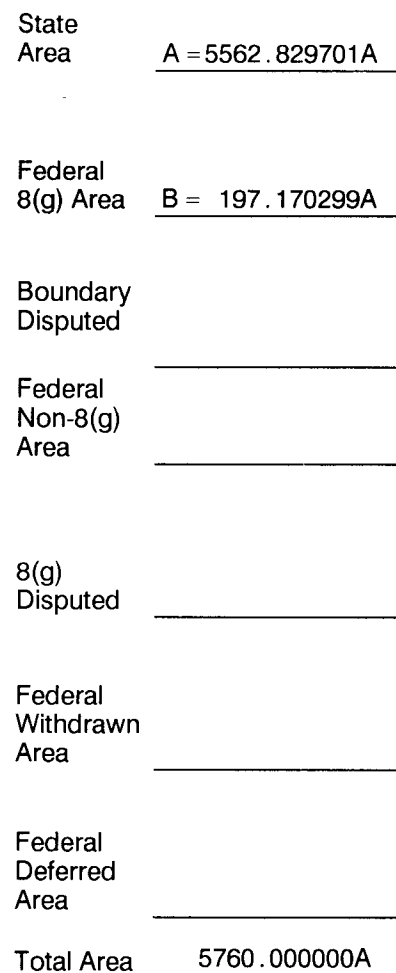 State
Area A = 5562.829701A
Federal
8(g) Area B = 197.170299A
Boundary
Disputed
Federal
Non-8(g)
Area
8(g)
Disputed
Federal
Withdrawn
Area
Federal
Deferred
Area
Total Area 5760.000000A